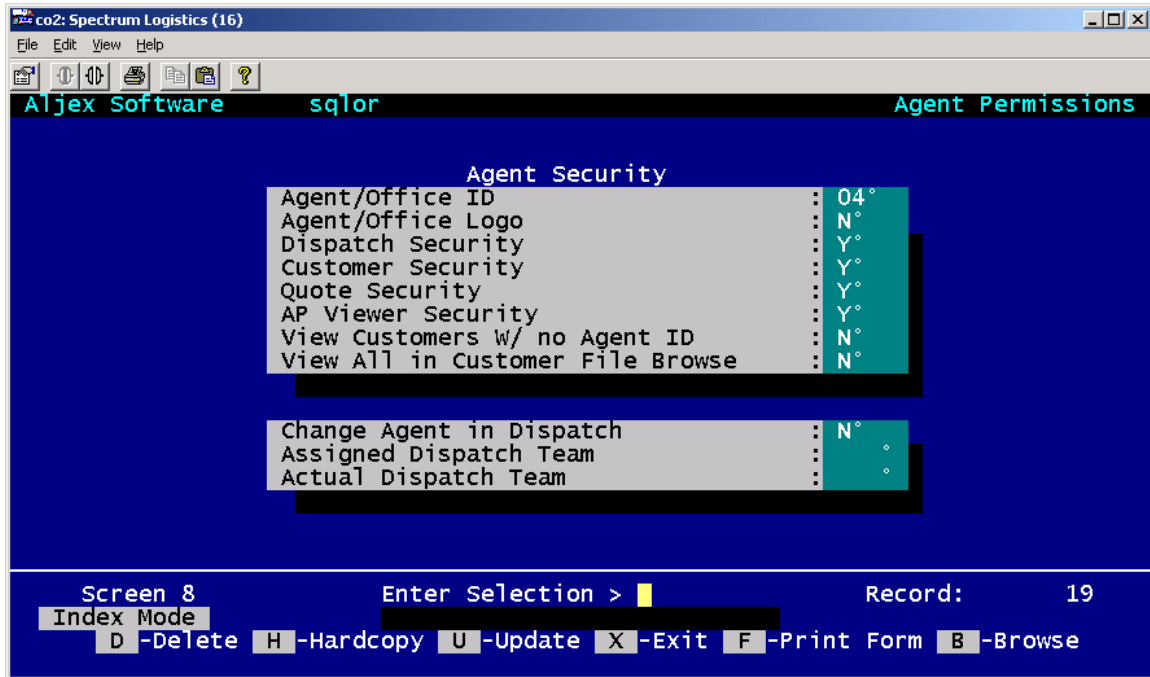 co2: Spectrum Logistics (16)
File Edit View Help
Aljex Software sqlor Agent Permissions
Agent Security
Agent/Office ID : 04°
Agent/Office Logo : N°
Dispatch Security : Y°
Customer Security : Y°
Quote Security : Y°
AP Viewer Security : Y°
View Customers W/ no Agent ID : N°
View All in Customer File Browse : N°
Change Agent in Dispatch : N°
Assigned Dispatch Team : °
Actual Dispatch Team : °
Screen 8 Enter Selection > Record: 19
Index Mode
D -Delete H -Hardcopy U -Update X -Exit F -Print Form B -Browse